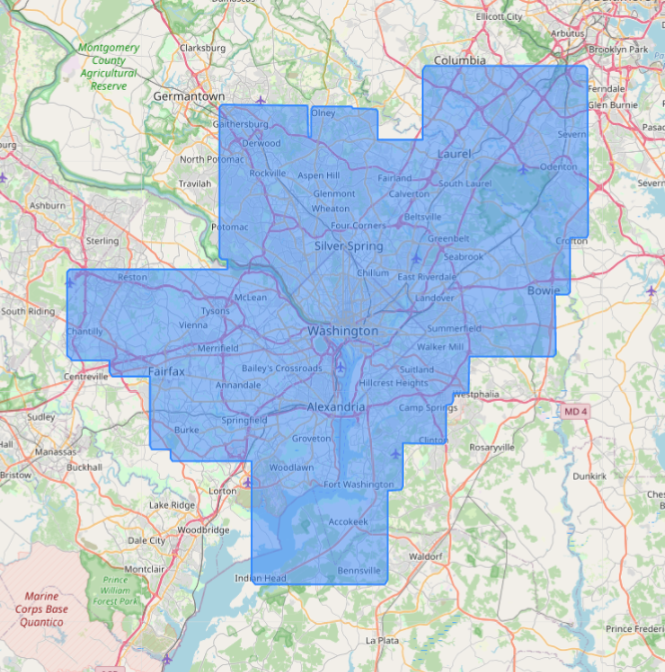 Ellicott City
Arbutus
Brooklyn Park
Montgomery
County
Agricultural
Reserve
Clarksburg
Columbia
Ferndale
Glen Burnie
Germantown
Olney
Gaithersburg
Severn
Derwood
North Potomac
Laurel
Odenton
Rockville
Aspen Hill
Fairland
Travilah
South Laurel
Glenmont
Calverton
Ashburn
Wheaton
Beltsville
Potomac
Four Corners
Sterling
Silver Spring
Greenbelt
Crofton
Seabrook
Reston
Chillum
East Riverdale
Bowie
McLean
Landover
South Riding
Tysons
Chantilly
Vienna
Washington
Summerfield
Merrifield
Walker Mill
Centreville
Fairfax
Bailey's Crossroads
Suitland
Annandale
Hillcrest Heights
Westphalia
Alexandria
Camp Springs
MD 4
Sudley
Springfield
Burke
Groveton
Clinton
Rosaryville
Manassas
Buckhall
Woodlawn
Bristow
Lorton
Fort Washington
Dunkirk
Lake Ridge
Accokeek
Woodbridge
Dale City
Waldorf
Montclair
Bennsville
Indian Head
Prince
William
Forest Park
Marine
Corps Base
Quantico
La Plata
Prince Freder